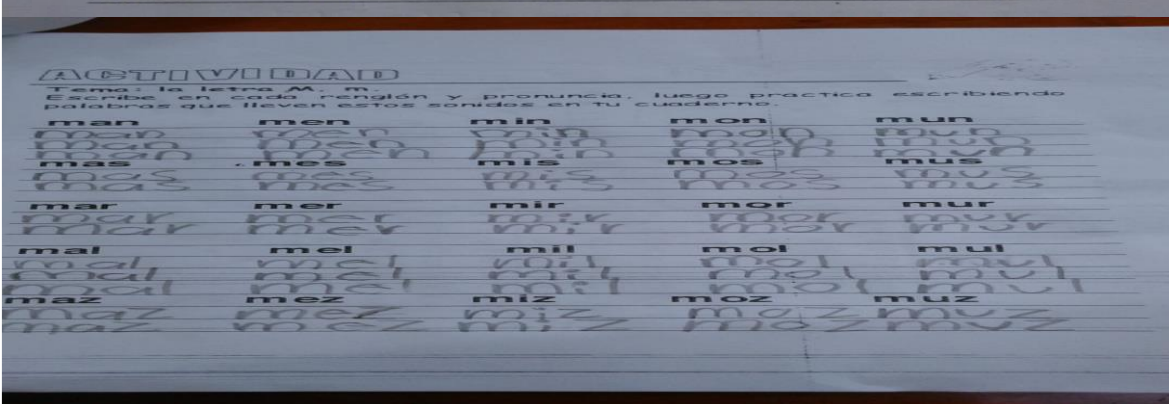 ACTIVIDAD
Tema: la letra M. m.
Escribe en cada renglón y pronuncia, luego practica escribiendo
palabras que lleven estos sonidos en tu cuaderno.
man men min mon mun
man men min mon mun
man men min mon mun
mas mes mis mos mus
mas mes mis mos mus
mas mes mis mos mus
mar mer mir mor mur
mar mer mir mor mur
mar mer mir mor mur
mal mel mil mol mul
mal mel mil mol mul
mal mel mil mol mul
mal mel mil mol mul
maz mez miz moz muz
maz mez miz moz muz
maz mez miz moz muz